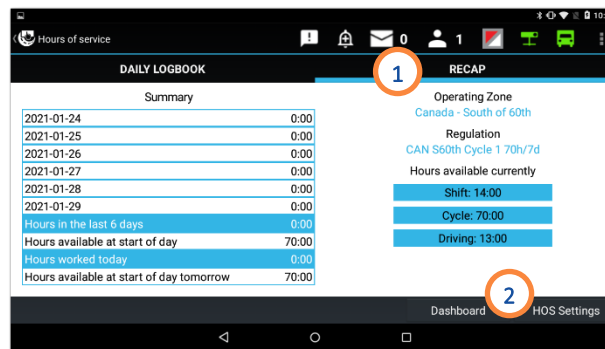 10:
Hours of service
0
1
DAILY LOGBOOK
RECAP
1
Summary
2021-01-24 0:00
2021-01-25 0:00
2021-01-26 0:00
2021-01-27 0:00
2021-01-28 0:00
2021-01-29 0:00
Hours in the last 6 days 0:00
Hours available at start of day 70:00
Hours worked today 0:00
Hours available at start of day tomorrow 70:00
Operating Zone
Canada - South of 60th
Regulation
CAN S60th Cycle 1 70h/7d
Hours available currently
Shift: 14:00
Cycle: 70:00
Driving: 13:00
2
Dashboard
HOS Settings